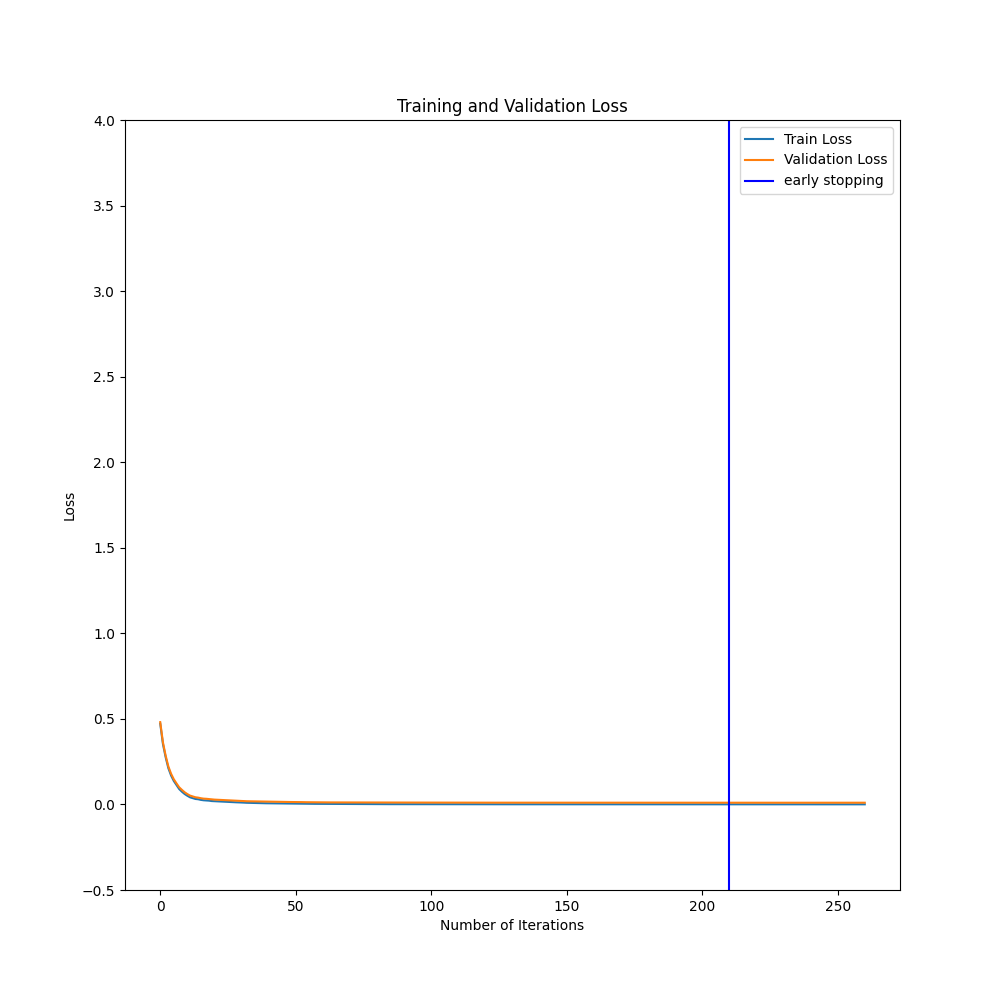 Training and Validation Loss
4.0
3.5
3.0
2.5
2.0
1.5
1.0
0.5
0.0
−0.5
Loss
Train Loss
Validation Loss
early stopping
0 50 100 150 200 250
Number of Iterations